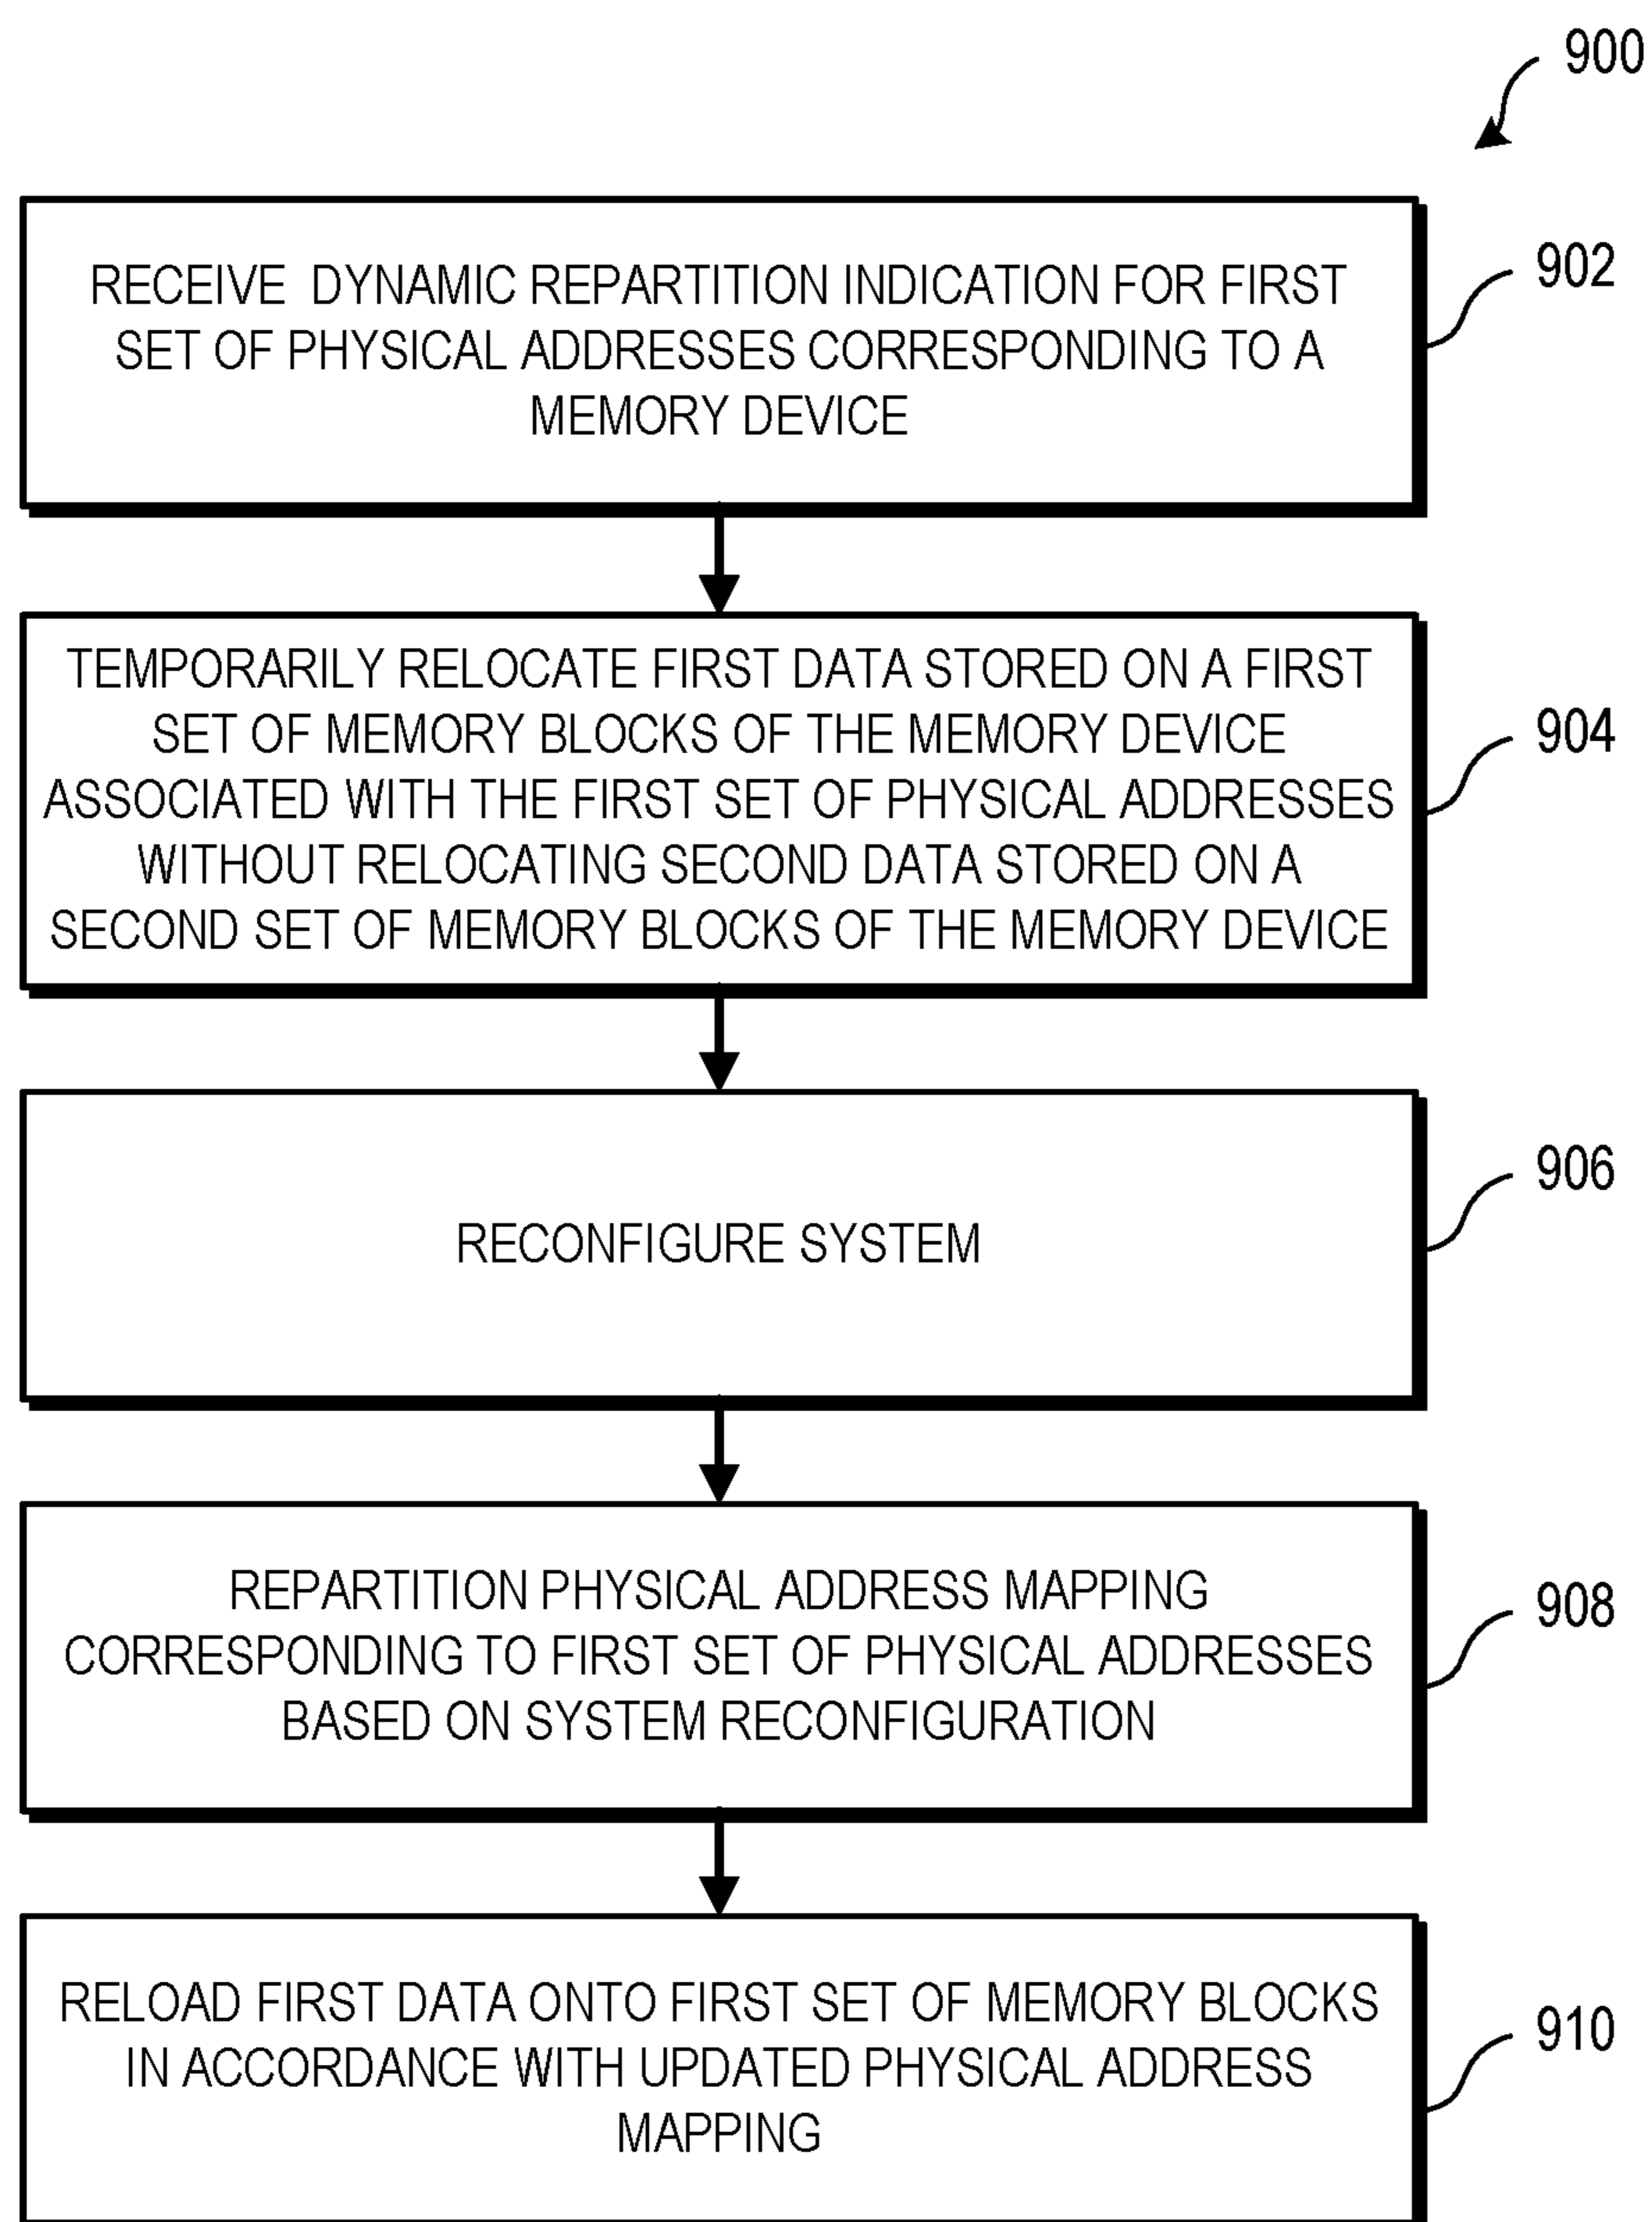 900
RECEIVE DYNAMIC REPARTITION INDICATION FOR FIRST
SET OF PHYSICAL ADDRESSES CORRESPONDING TO A
MEMORY DEVICE
902
TEMPORARILY RELOCATE FIRST DATA STORED ON A FIRST
SET OF MEMORY BLOCKS OF THE MEMORY DEVICE
ASSOCIATED WITH THE FIRST SET OF PHYSICAL ADDRESSES
WITHOUT RELOCATING SECOND DATA STORED ON A
SECOND SET OF MEMORY BLOCKS OF THE MEMORY DEVICE
904
RECONFIGURE SYSTEM
906
REPARTITION PHYSICAL ADDRESS MAPPING
CORRESPONDING TO FIRST SET OF PHYSICAL ADDRESSES
BASED ON SYSTEM RECONFIGURATION
908
RELOAD FIRST DATA ONTO FIRST SET OF MEMORY BLOCKS
IN ACCORDANCE WITH UPDATED PHYSICAL ADDRESS
MAPPING
910